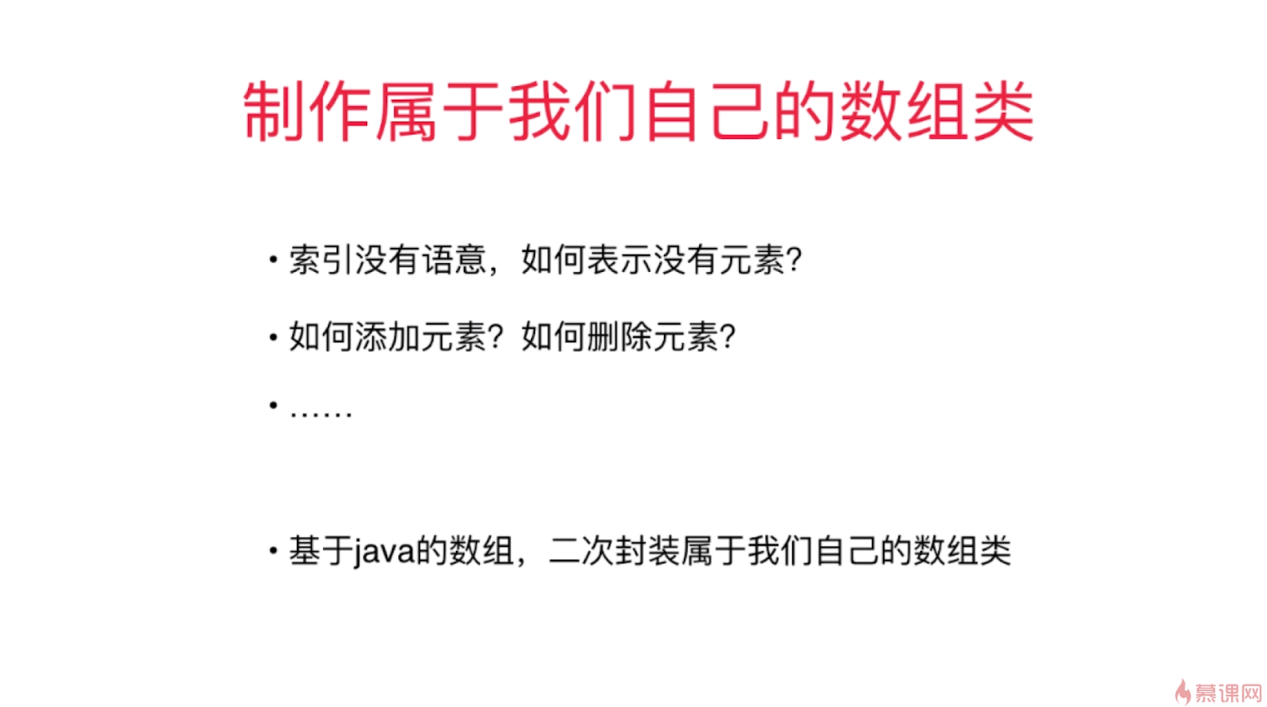 制作属于我们自己的数组类
• 索引没有语意，如何表示没有元素？
• 如何添加元素？如何删除元素？
• ……
• 基于java的数组，二次封装属于我们自己的数组类
慕课网